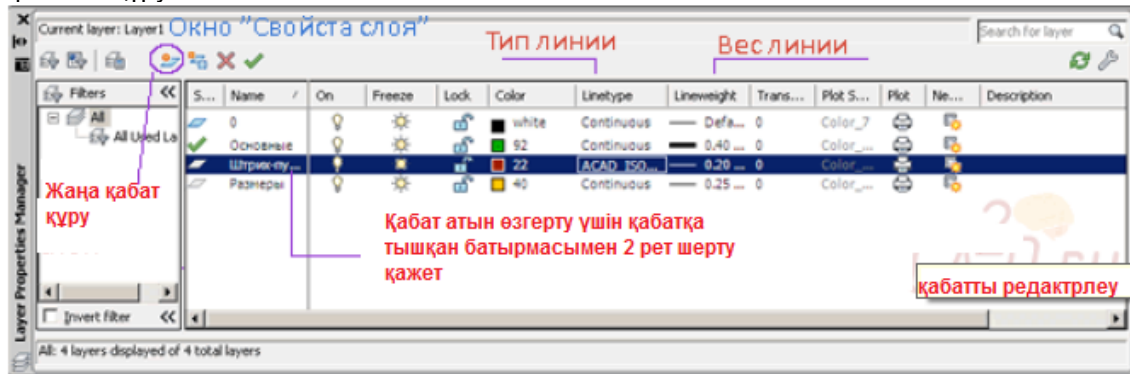 Current layer: Layer1 Окно "Свойста слоя"
Search for layer
Тип линии
Вес линии
Filters
S... Name / On Freeze Lock Color Linetype Lineweight Trans... Plot S... Plot Ne... Description
All
All Used La
0 white Continuous Defa... 0 Color_7
Основные 92 Continuous 0.40 ... 0 Color_...
Штрих-пу... 22 ACAD_ISO... 0.20 ... 0 Color_...
Размеры 40 Continuous 0.25 ... 0 Color_...
Жаңа қабат
құру
Қабат атын өзгерту үшін қабатқа
тышқан батырмасымен 2 рет шерту
қажет
қабатты редактрлеу
Invert filter
Layer Properties Manager
All: 4 layers displayed of 4 total layers